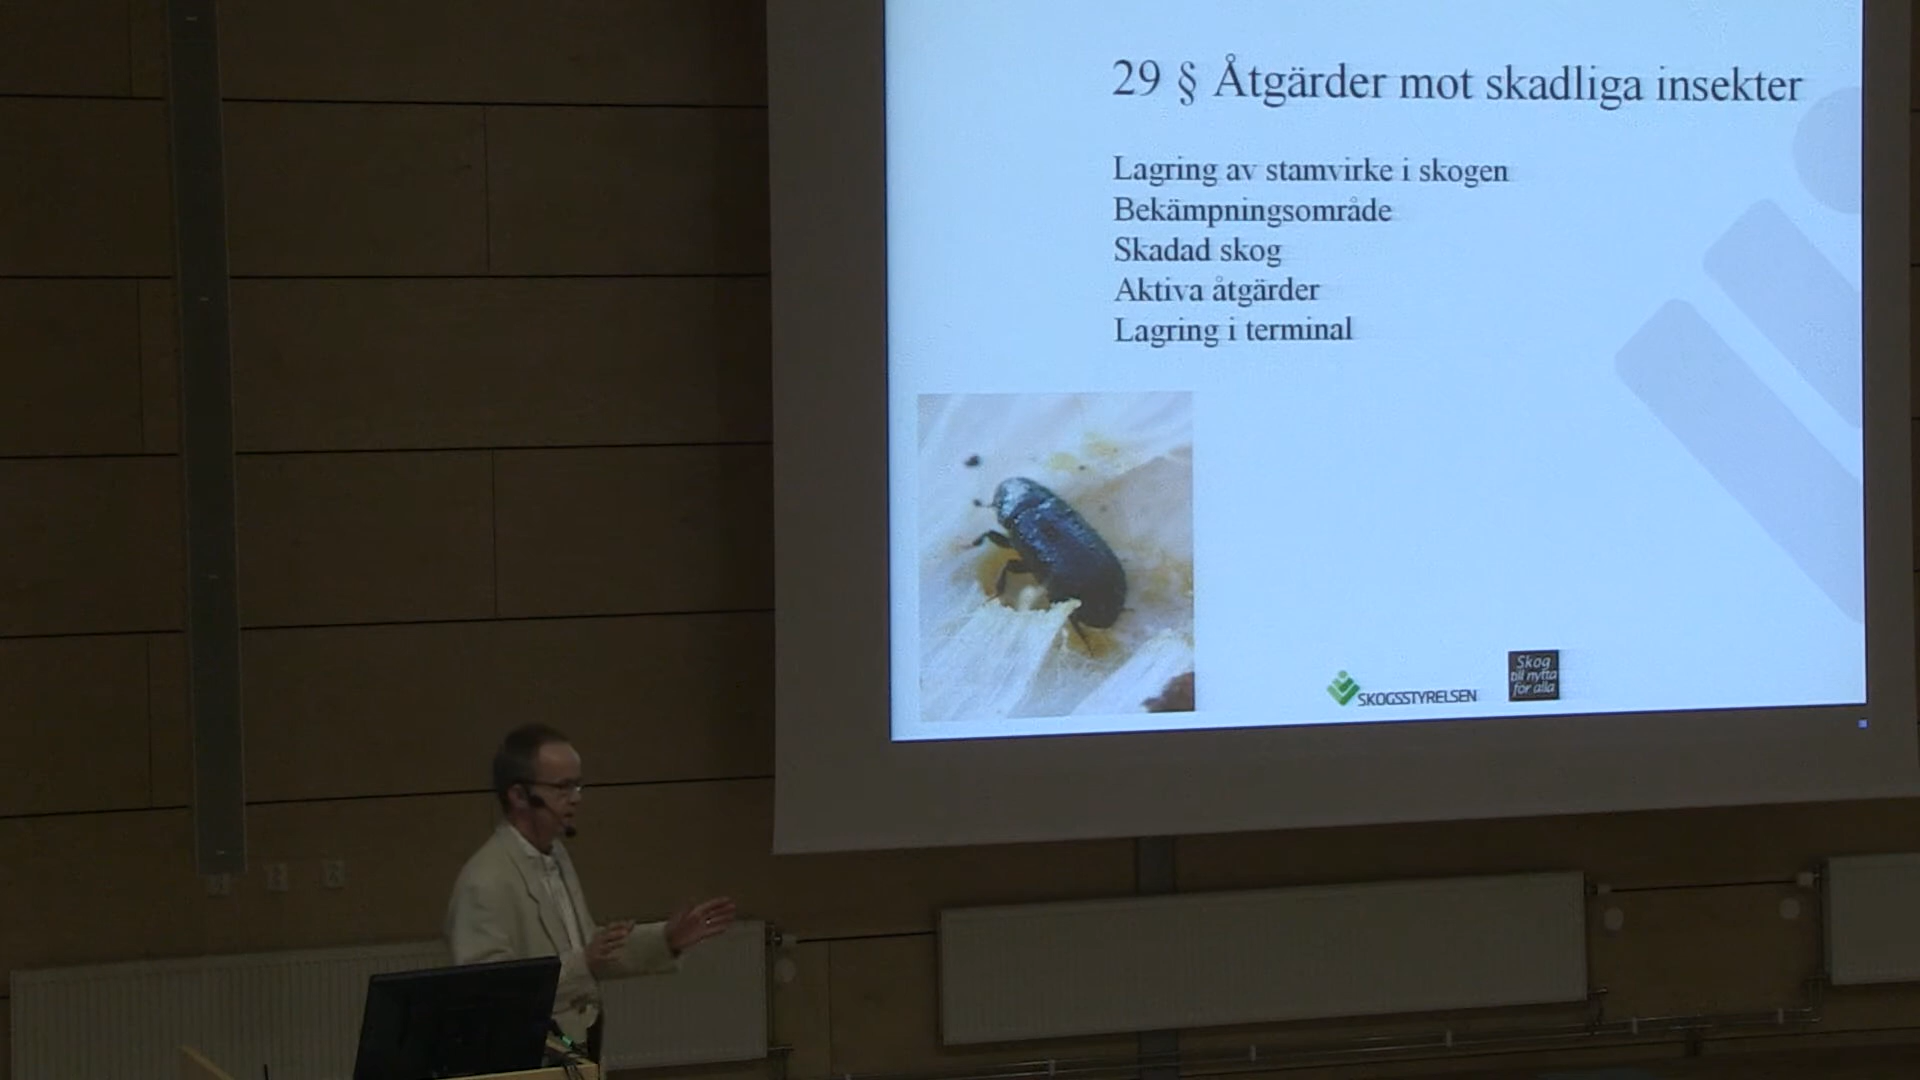 29 § Åtgärder mot skadliga insekter
Lagring av stamvirke i skogen
Bekämpningsområde
Skadad skog
Aktiva åtgärder
Lagring i terminal
SKOGSSTYRELSEN
Skog
till nytta
för alla